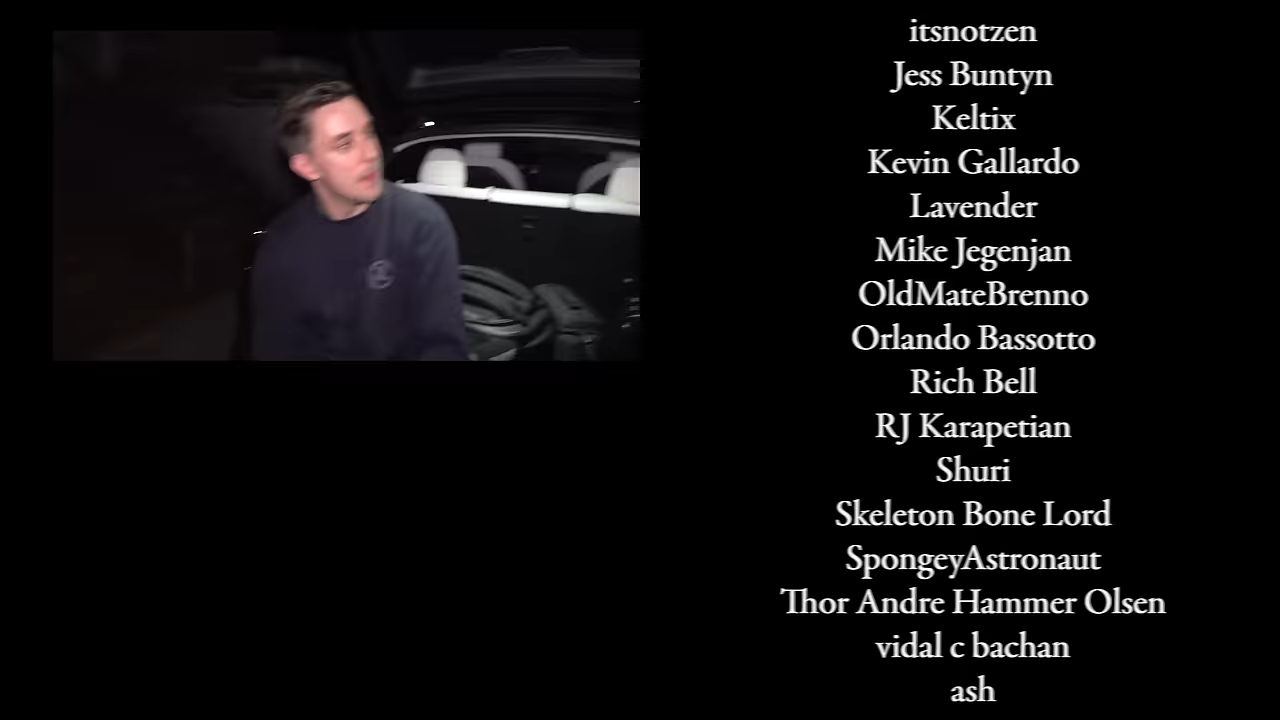 itsnotzen
Jess Buntyn
Keltix
Kevin Gallardo
Lavender
Mike Jegenjan
OldMateBrenno
Orlando Bassotto
Rich Bell
RJ Karapetian
Shuri
Skeleton Bone Lord
SpongeyAstronaut
Thor Andre Hammer Olsen
vidal c bachan
ash